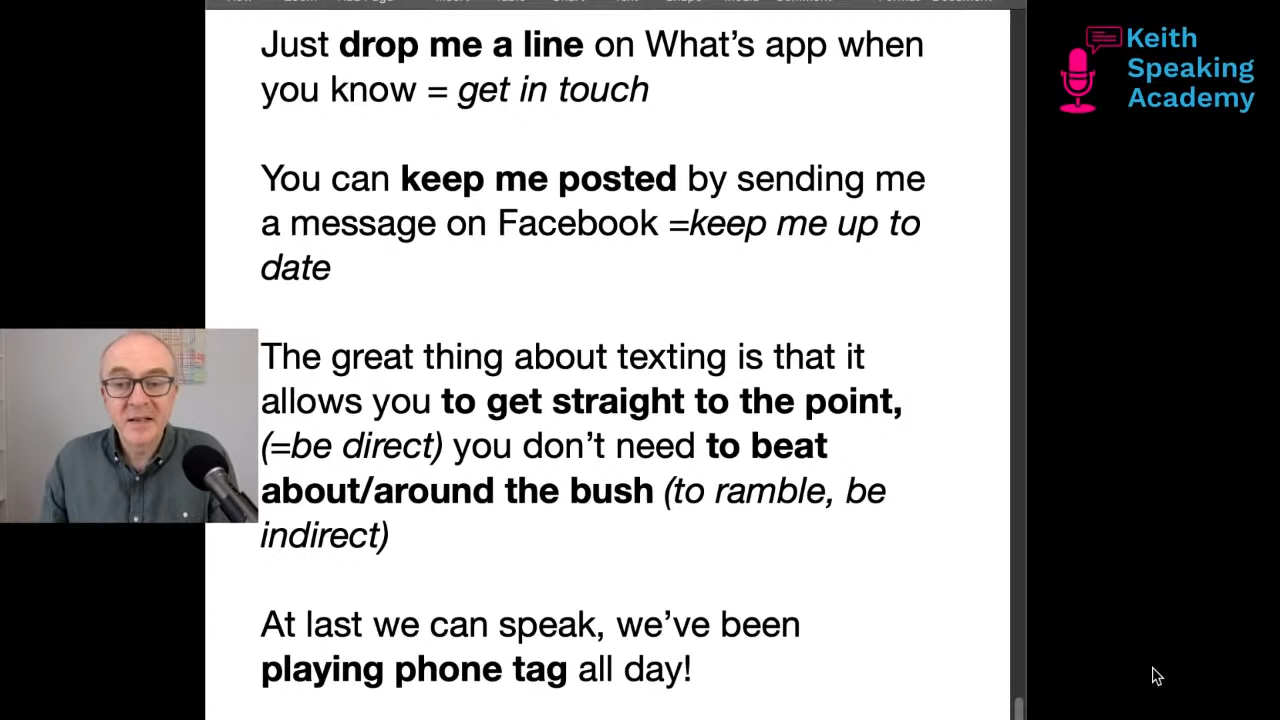 Just drop me a line on What's app when
you know = get in touch
You can keep me posted by sending me
a message on Facebook =keep me up to
date
The great thing about texting is that it
allows you to get straight to the point,
(=be direct) you don't need to beat
about/around the bush (to ramble, be
indirect)
At last we can speak, we've been
playing phone tag all day!
Keith
Speaking
Academy